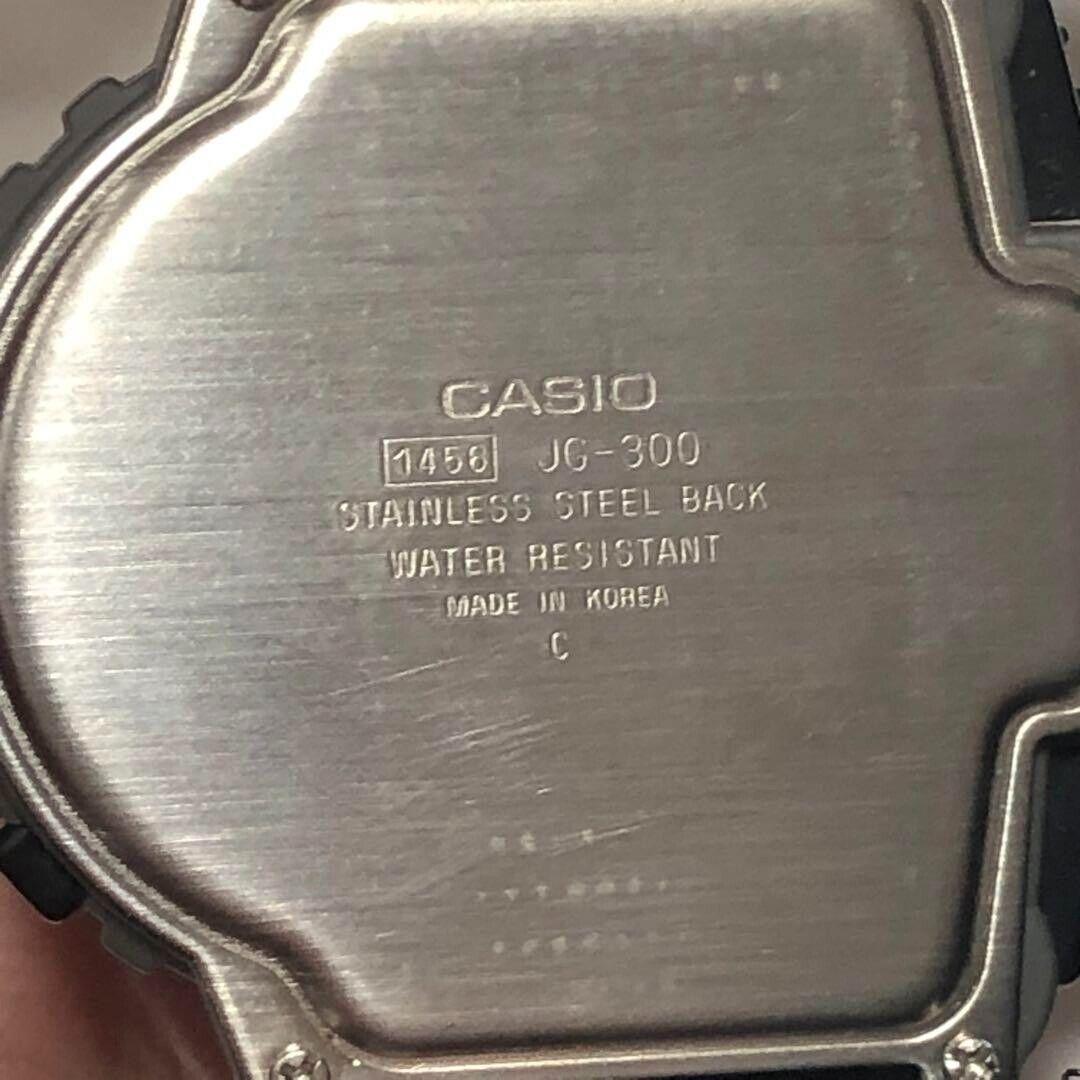 CASIO
1458 JG-300
STAINLESS STEEL BACK
WATER RESISTANT
MADE IN KOREA
C